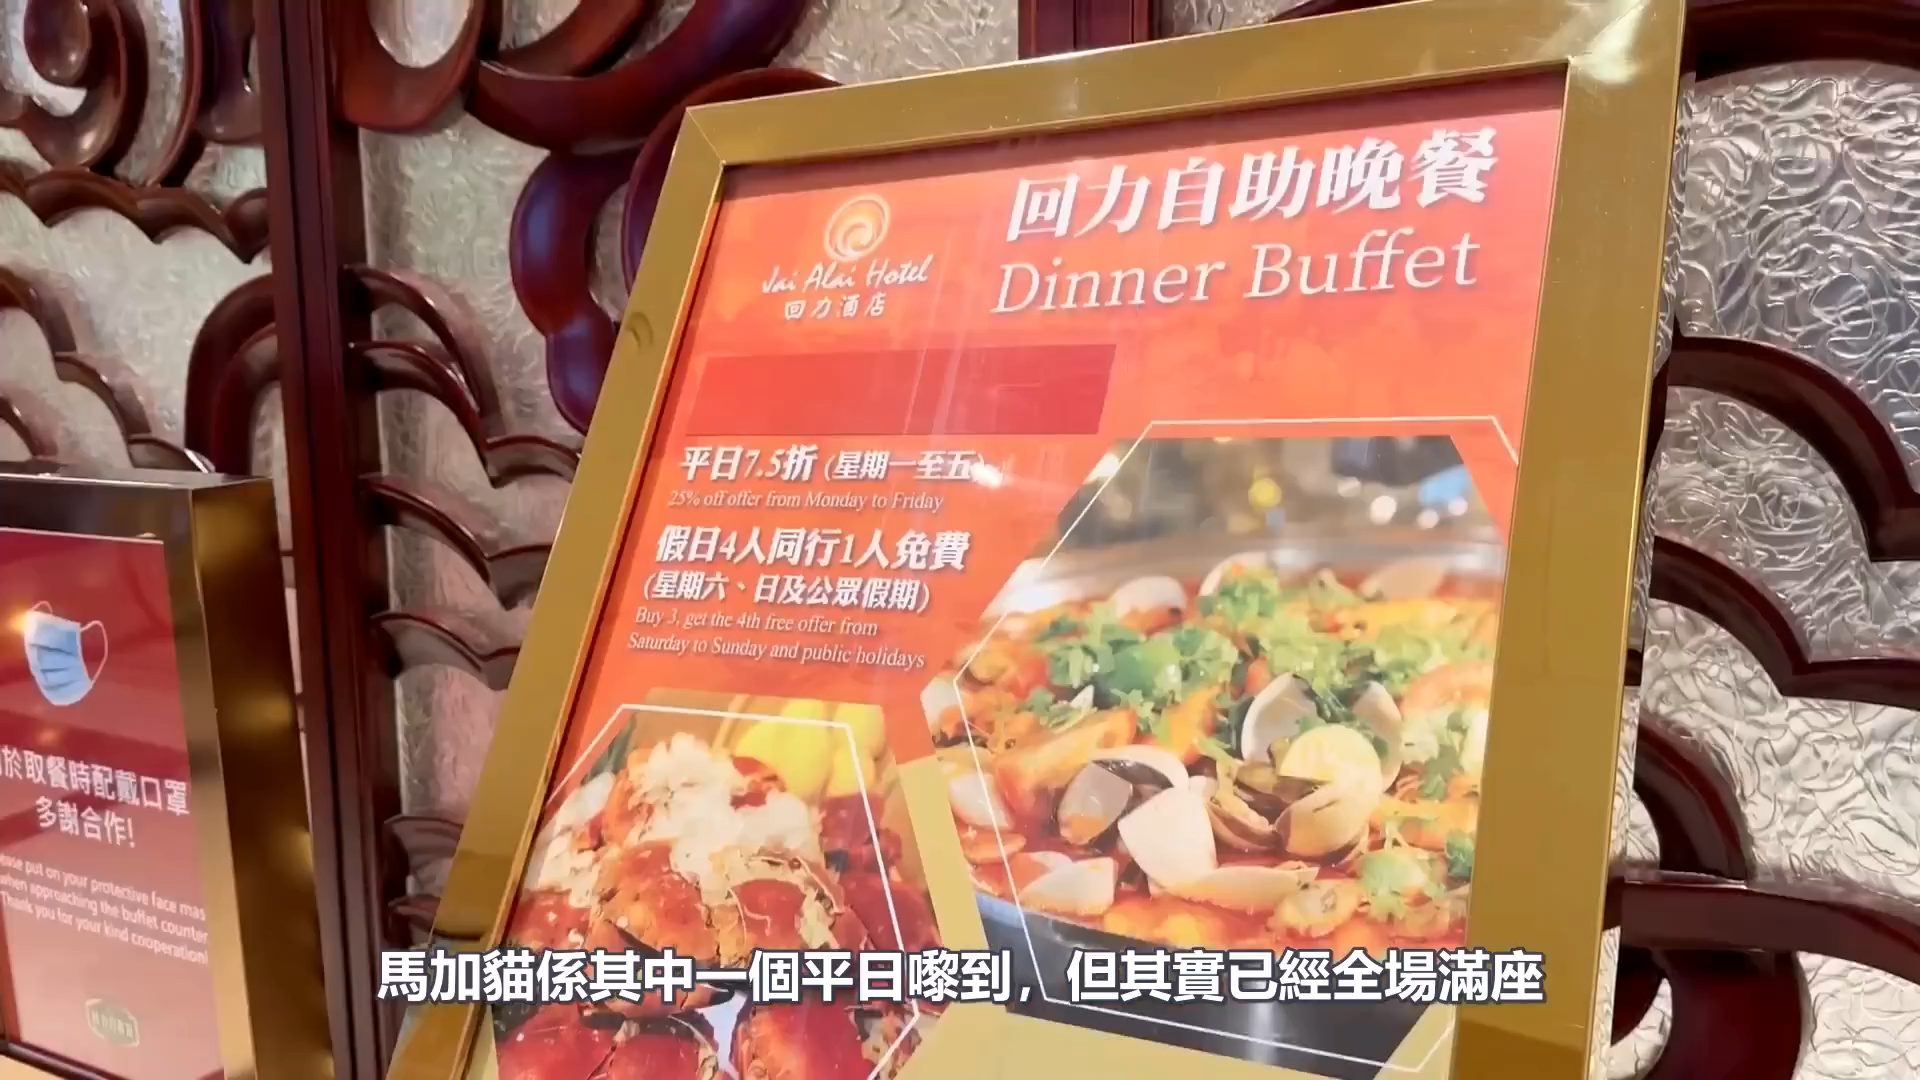 回力自助晚餐
Dinner Buffet
Jai Alai Hotel
回力酒店
平日7.5折 (星期一至五)
25% off offer from Monday to Friday
假日4人同行1人免費
(星期六、日及公眾假期)
Buy 3, get the 4th free offer from
Saturday to Sunday and public holidays
於取餐時配戴口罩
多謝合作!
put on your protective face
when approaching the buffet counter
Thank you for your kind cooperation!
馬加貓係其中一個平日嚟到，但其實已經全場滿座